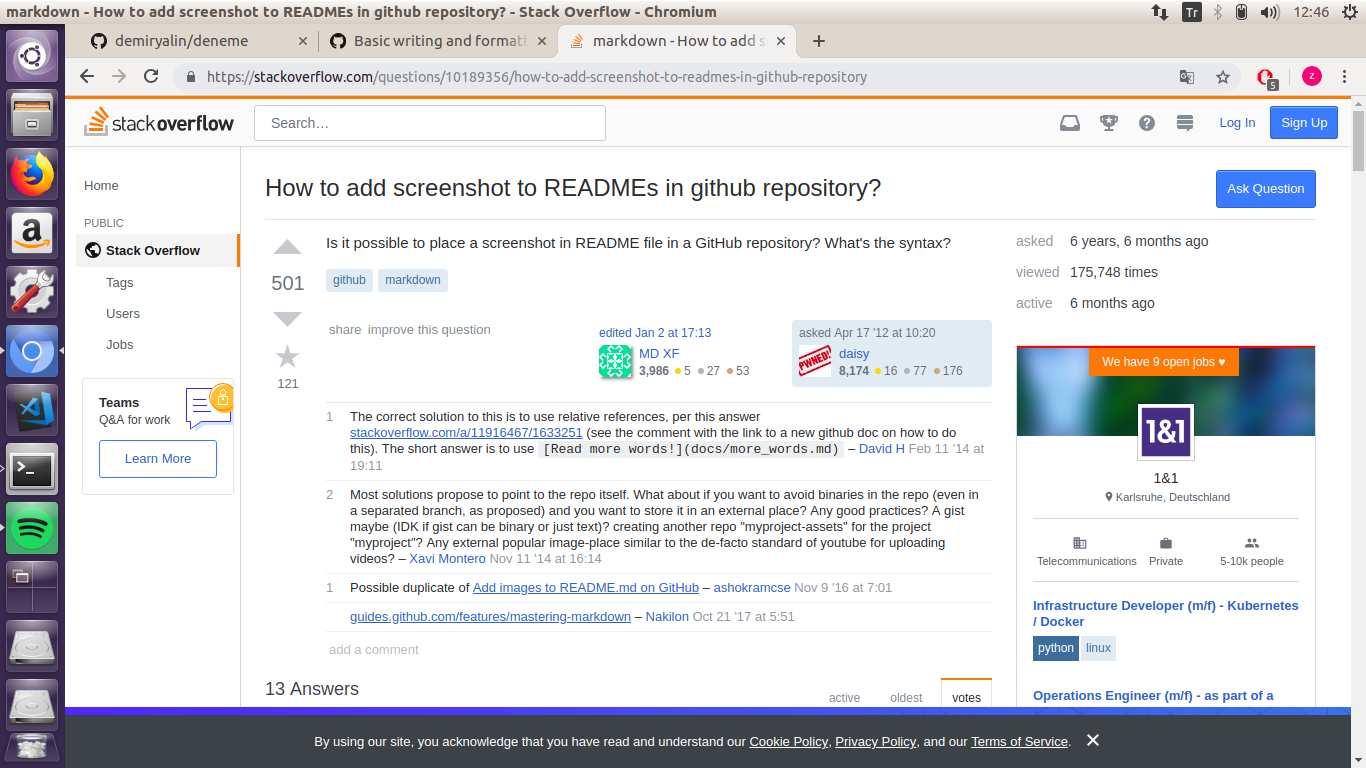 markdown - How to add screenshot to READMEs in github repository? - Stack Overflow - Chromium
Tr
12:46
demiryalin/deneme
Basic writing and formatt
markdown - How to add s
https://stackoverflow.com/questions/10189356/how-to-add-screenshot-to-readmes-in-github-repository
5
z
stackoverflow
Search…
Log In
Sign Up
Home
PUBLIC
Stack Overflow
Tags
Users
Jobs
Teams
Q&A for work
Learn More
How to add screenshot to READMEs in github repository?
Ask Question
501
121
Is it possible to place a screenshot in README file in a GitHub repository? What's the syntax?
github
markdown
share improve this question
edited Jan 2 at 17:13
MD XF
3,986 5 27 53
asked Apr 17 '12 at 10:20
PWNED!
daisy
8,174 16 77 176
1 The correct solution to this is to use relative references, per this answer
stackoverflow.com/a/11916467/1633251 (see the comment with the link to a new github doc on how to do
this). The short answer is to use [Read more words!](docs/more_words.md) – David H Feb 11 '14 at
19:11
2 Most solutions propose to point to the repo itself. What about if you want to avoid binaries in the repo (even in
a separated branch, as proposed) and you want to store it in an external place? Any good practices? A gist
maybe (IDK if gist can be binary or just text)? creating another repo "myproject-assets" for the project
"myproject"? Any external popular image-place similar to the de-facto standard of youtube for uploading
videos? – Xavi Montero Nov 11 '14 at 16:14
1 Possible duplicate of Add images to README.md on GitHub – ashokramcse Nov 9 '16 at 7:01
guides.github.com/features/mastering-markdown – Nakilon Oct 21 '17 at 5:51
add a comment
13 Answers
active
oldest
votes
asked 6 years, 6 months ago
viewed 175,748 times
active 6 months ago
We have 9 open jobs ♥
1&1
1&1
Karlsruhe, Deutschland
Telecommunications
Private
5-10k people
Infrastructure Developer (m/f) - Kubernetes
/ Docker
python
linux
Operations Engineer (m/f) - as part of a
By using our site, you acknowledge that you have read and understand our Cookie Policy, Privacy Policy, and our Terms of Service.